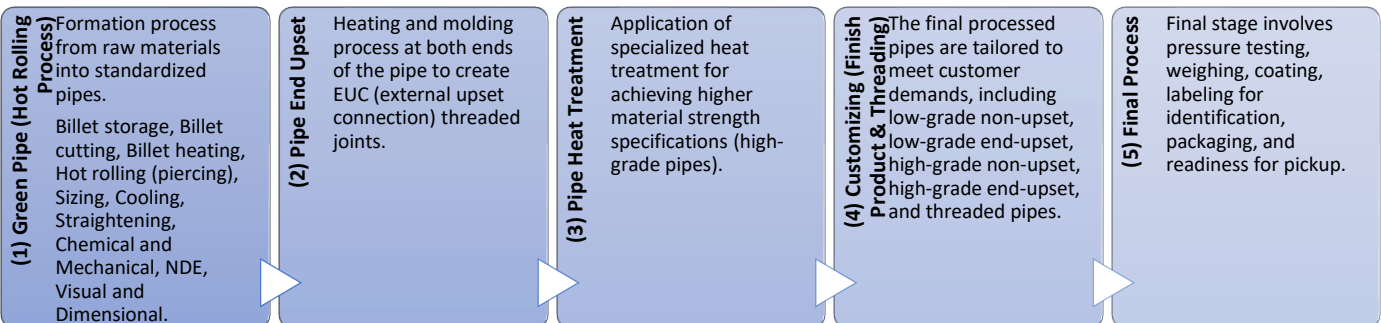 (1) Green Pipe (Hot Rolling
Process)
Formation process
from raw materials
into standardized
pipes.
Billet storage, Billet
cutting, Billet heating,
Hot rolling (piercing),
Sizing, Cooling,
Straightening,
Chemical and
Mechanical, NDE,
Visual and
Dimensional.
(2) Pipe End Upset
Heating and molding
process at both ends
of the pipe to create
EUC (external upset
connection) threaded
joints.
(3) Pipe Heat Treatment
Application of
specialized heat
treatment for
achieving higher
material strength
specifications (high-
grade pipes).
(4) Customizing (Finish
Product & Threading)
The final processed
pipes are tailored to
meet customer
demands, including
low-grade non-upset,
low-grade end-upset,
high-grade non-upset,
high-grade end-upset,
and threaded pipes.
(5) Final Process
Final stage involves
pressure testing,
weighing, coating,
labeling for
identification,
packaging, and
readiness for pickup.